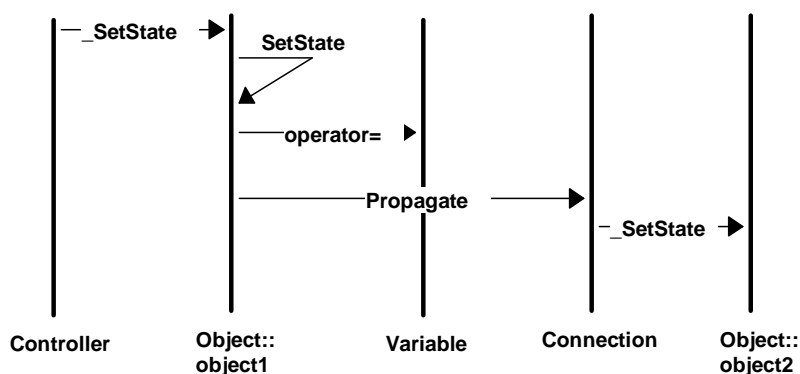 _SetState
SetState
operator=
Propagate
_SetState
Controller
Object::
object1
Variable
Connection
Object::
object2